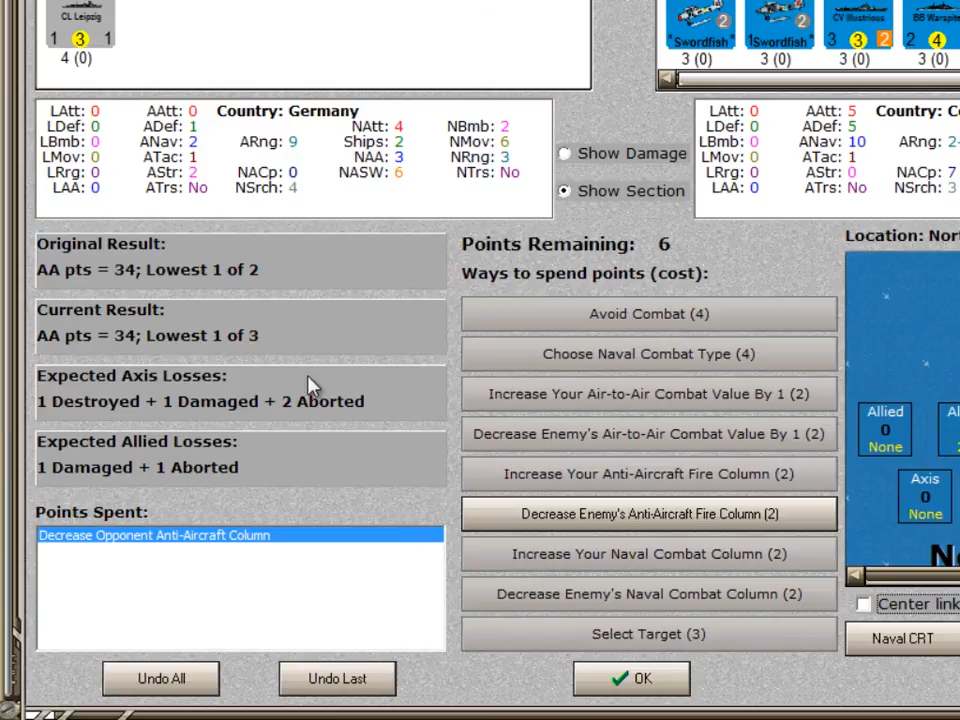 CL Leipzig
1 3 1
4 (0)
2 2
"Swordfish" "Swordfish" CV Illustrious BB Warspite
3 3 2 2 4
3 (0) 3 (0) 3 (0) 3 (0)
LAtt: 0 AAtt: 0 Country: Germany
LDef: 0 ADef: 1 NAtt: 4 NBmb: 2
LBmb: 0 ANav: 2 ARng: 9 Ships: 2 NMov: 6
LMov: 0 ATac: 1 NAA: 3 NRng: 3
LRrg: 0 AStr: 2 NACp: 0 NASW: 6 NTrs: No
LAA: 0 ATrs: No NSrch: 4
Show Damage
Show Section
LAtt: 0 AAtt: 5 Country:
LDef: 0 ADef: 5
LBmb: 0 ANav: 10 ARng: 2-
LMov: 0 ATac: 1
LRrg: 0 AStr: 0 NACp: 7
LAA: 0 ATrs: No NSrch: 3
Original Result:
AA pts = 34; Lowest 1 of 2
Current Result:
AA pts = 34; Lowest 1 of 3
Expected Axis Losses:
1 Destroyed + 1 Damaged + 2 Aborted
Expected Allied Losses:
1 Damaged + 1 Aborted
Points Spent:
Decrease Opponent Anti-Aircraft Column
Undo All
Undo Last
Points Remaining: 6
Ways to spend points (cost):
Avoid Combat (4)
Choose Naval Combat Type (4)
Increase Your Air-to-Air Combat Value By 1 (2)
Decrease Enemy's Air-to-Air Combat Value By 1 (2)
Increase Your Anti-Aircraft Fire Column (2)
Decrease Enemy's Anti-Aircraft Fire Column (2)
Increase Your Naval Combat Column (2)
Decrease Enemy's Naval Combat Column (2)
Select Target (3)
OK
Location: Nor
Allied
0
None
Al
Axis
0
None
Center link
Naval CRT